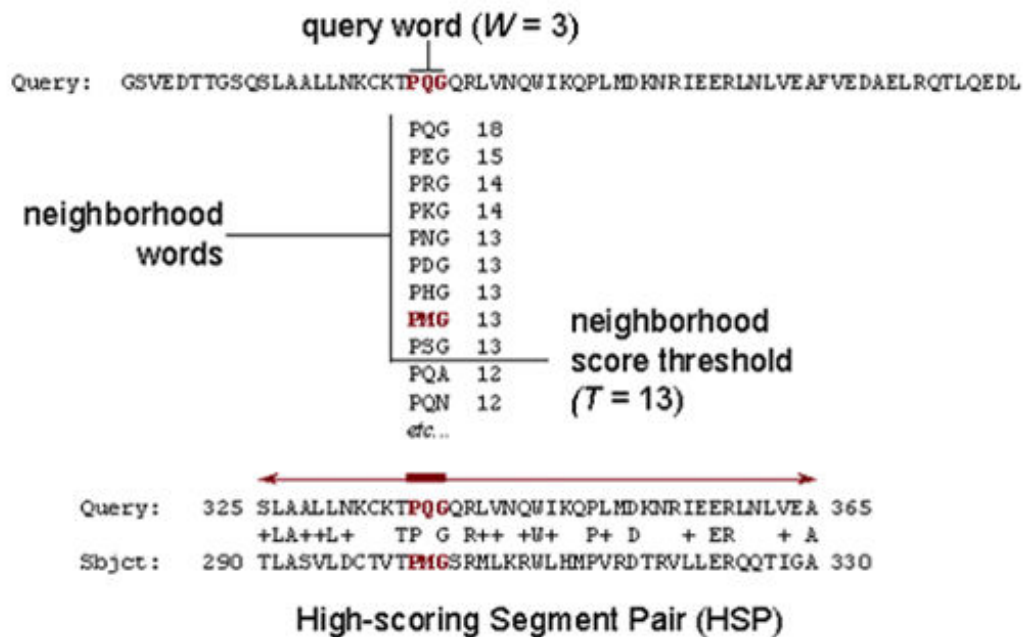 query word (W = 3)
Query: GSVEDTTGSQSLAALLNKCKTPQGQRLVNQWIKQPLMDKNRIEERLNLVEAFVEDAELRQTLQEDL
PQG 18
PEG 15
PRG 14
PKG 14
PNG 13
PDG 13
PHG 13
PMG 13
PSG 13
PQA 12
PQN 12
etc...
neighborhood
words
neighborhood
score threshold
(T = 13)
Query: 325 SLAALLNKCKTPQGQRLVNQWIKQPLMDKNRIEERLNLVEA 365
+LA++L+ TP G R++ +W+ P+ D + ER + A
Sbjct: 290 TLASVLDCTVTPMGSRMLKRWLHMPVRDTRVLLERQQTIGA 330
High-scoring Segment Pair (HSP)